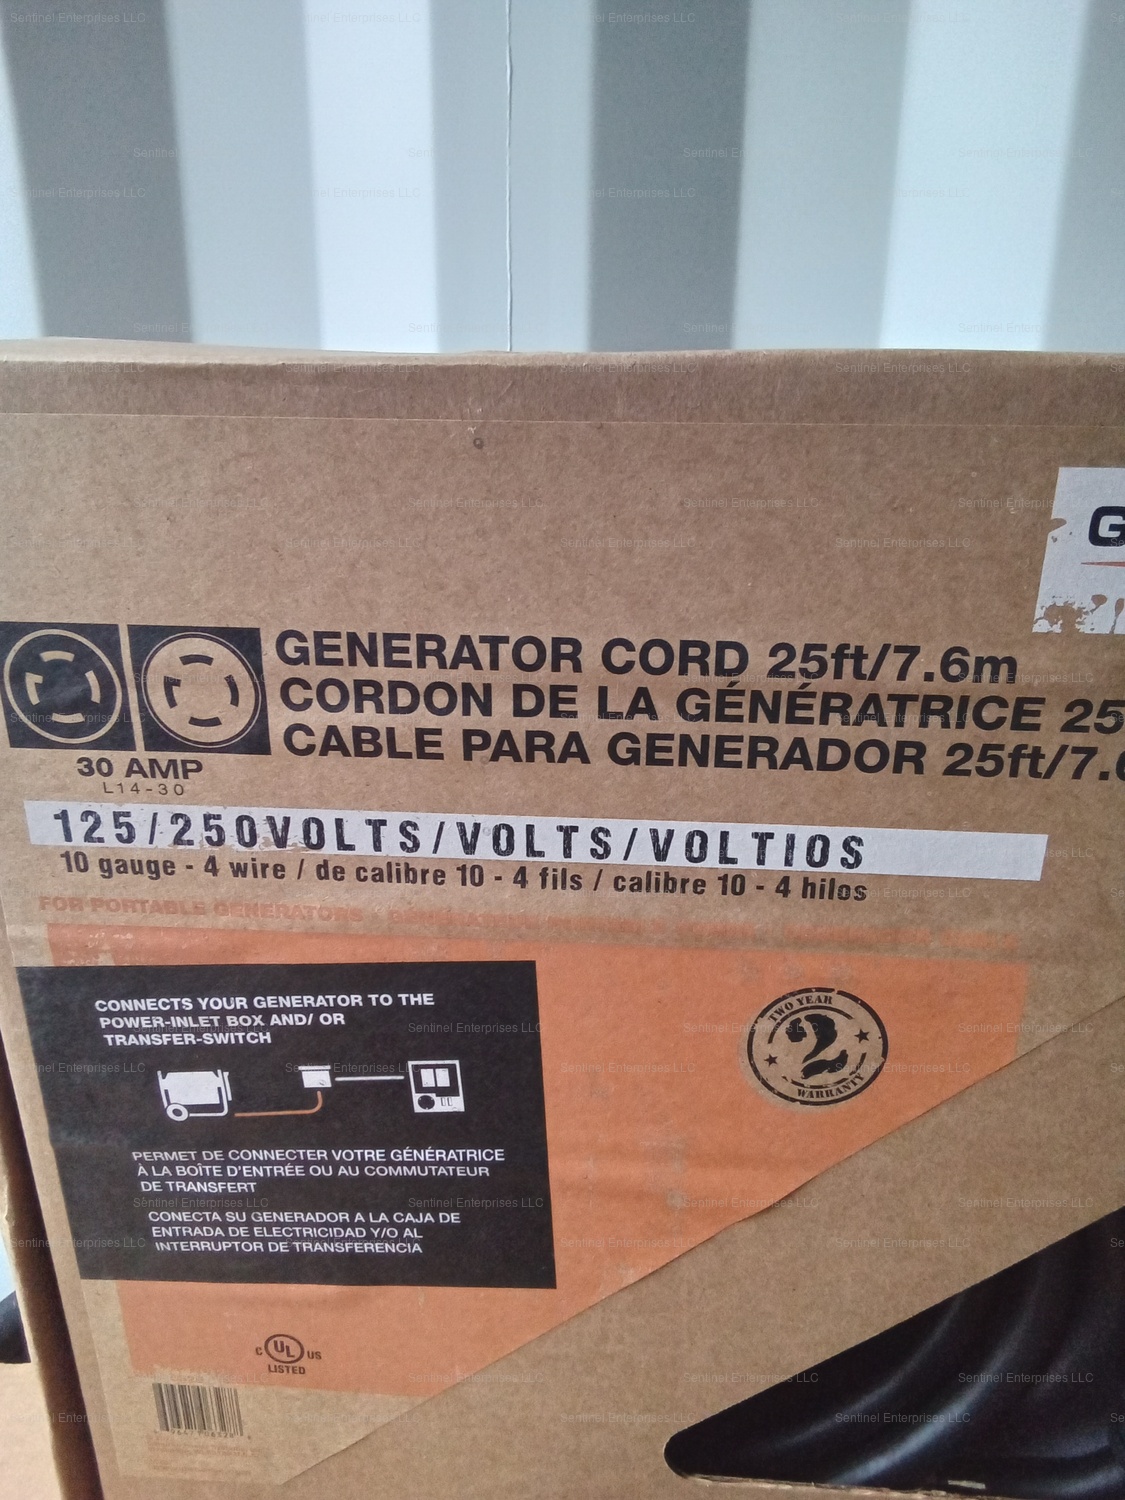 G
GENERATOR CORD 25ft/7.6m
CORDON DE LA GÉNÉRATRICE 25
CABLE PARA GENERADOR 25ft/7.6
30 AMP
L14-30
125/250VOLTS/VOLTS/VOLTIOS
10 gauge - 4 wire / de calibre 10 - 4 fils / calibre 10 - 4 hilos
FOR PORTABLE GENERATORS
CONNECTS YOUR GENERATOR TO THE
POWER-INLET BOX AND/ OR
TRANSFER-SWITCH
TWO YEAR
2
WARRANTY
PERMET DE CONNECTER VOTRE GÉNÉRATRICE
À LA BOÎTE D'ENTRÉE OU AU COMMUTATEUR
DE TRANSFERT
CONECTA SU GENERADOR A LA CAJA DE
ENTRADA DE ELECTRICIDAD Y/O AL
INTERRUPTOR DE TRANSFERENCIA
C UL US
LISTED
Sentinel Enterprises LLC